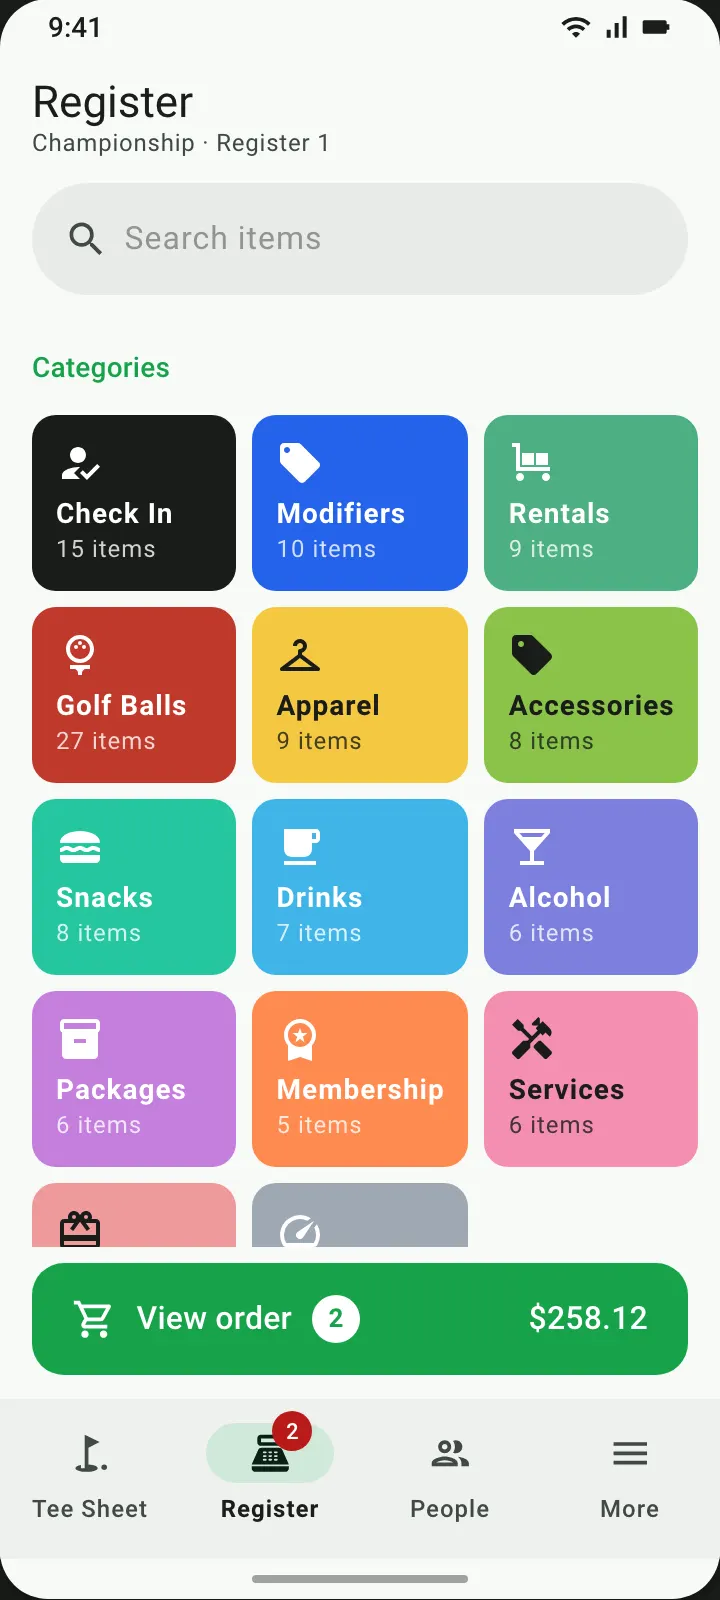 9:41
Register
Championship · Register 1
Search items
Categories
Check In
15 items
Modifiers
10 items
Rentals
9 items
Golf Balls
27 items
Apparel
9 items
Accessories
8 items
Snacks
8 items
Drinks
7 items
Alcohol
6 items
Packages
6 items
Membership
5 items
Services
6 items
View order 2 $258.12
2
Tee Sheet
Register
People
More